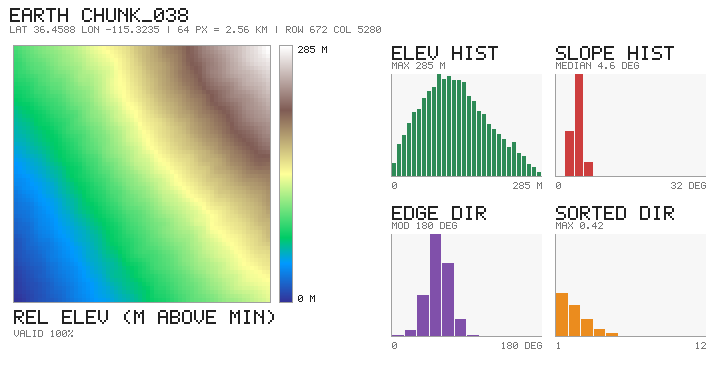 EARTH CHUNK_038
LAT 36.4588 LON -115.3235 | 64 PX = 2.56 KM | ROW 672 COL 5280
285 M
0 M
REL ELEV (M ABOVE MIN)
VALID 100%
ELEV HIST
MAX 285 M
0 285 M
SLOPE HIST
MEDIAN 4.6 DEG
0 32 DEG
EDGE DIR
MOD 180 DEG
0 180 DEG
SORTED DIR
MAX 0.42
1 12